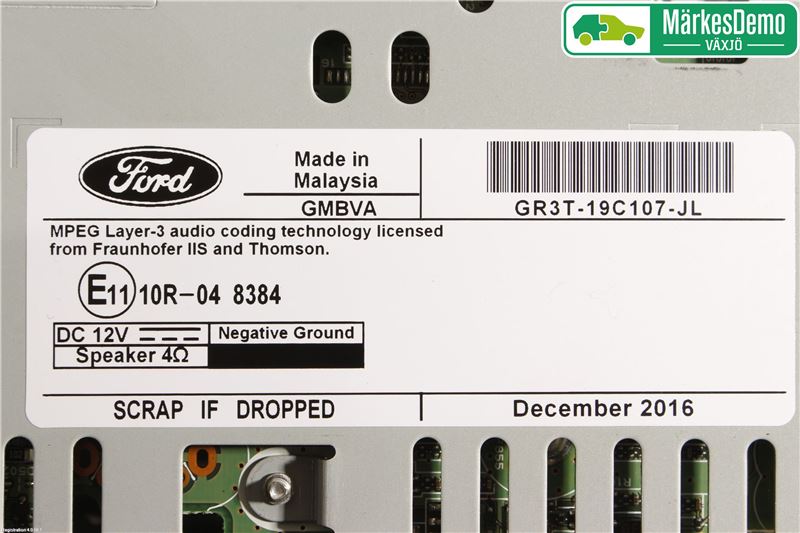 MärkesDemo
VÄXJÖ
16
Ford
Made in
Malaysia
GMBVA
GR3T-19C107-JL
MPEG Layer-3 audio coding technology licensed
from Fraunhofer IIS and Thomson.
E11 10R-04 8384
DC 12V
Negative Ground
Speaker 4Ω
SCRAP IF DROPPED
December 2016